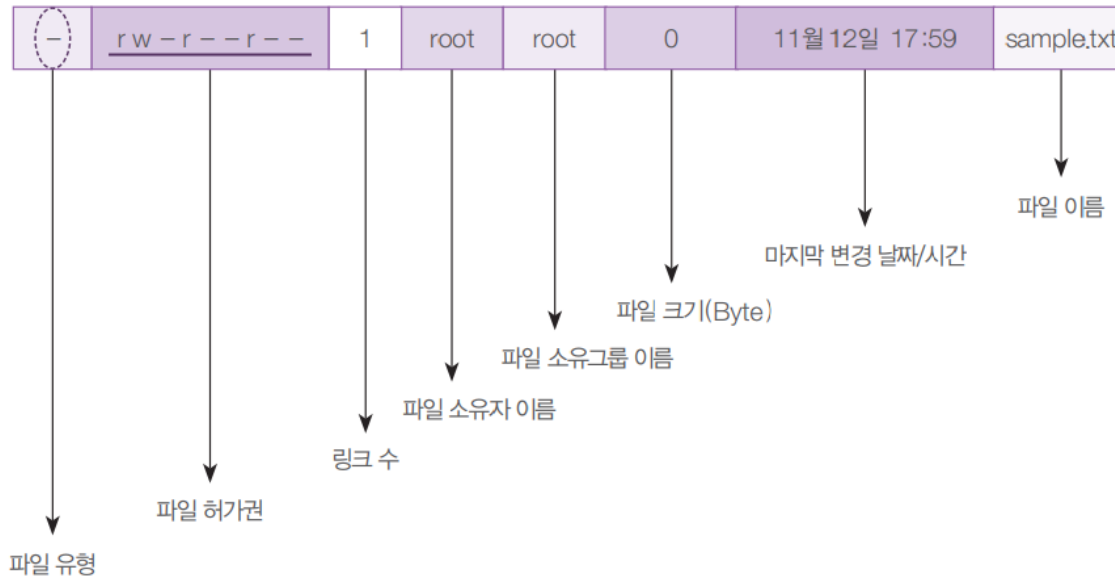 - rw-r--r-- 1 root root 0 11월 12일 17:59 sample.txt
파일 이름
마지막 변경 날짜/시간
파일 크기(Byte)
파일 소유그룹 이름
파일 소유자 이름
링크 수
파일 허가권
파일 유형